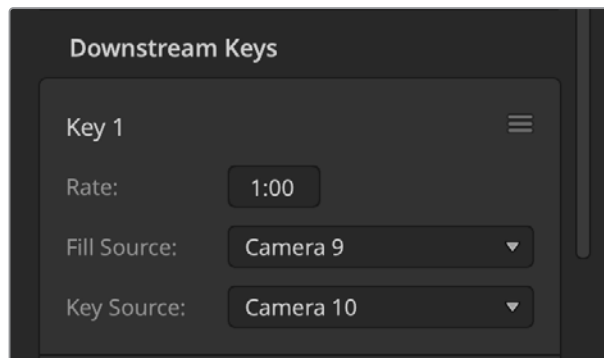 Downstream Keys
Key 1
Rate: 1:00
Fill Source: Camera 9
Key Source: Camera 10